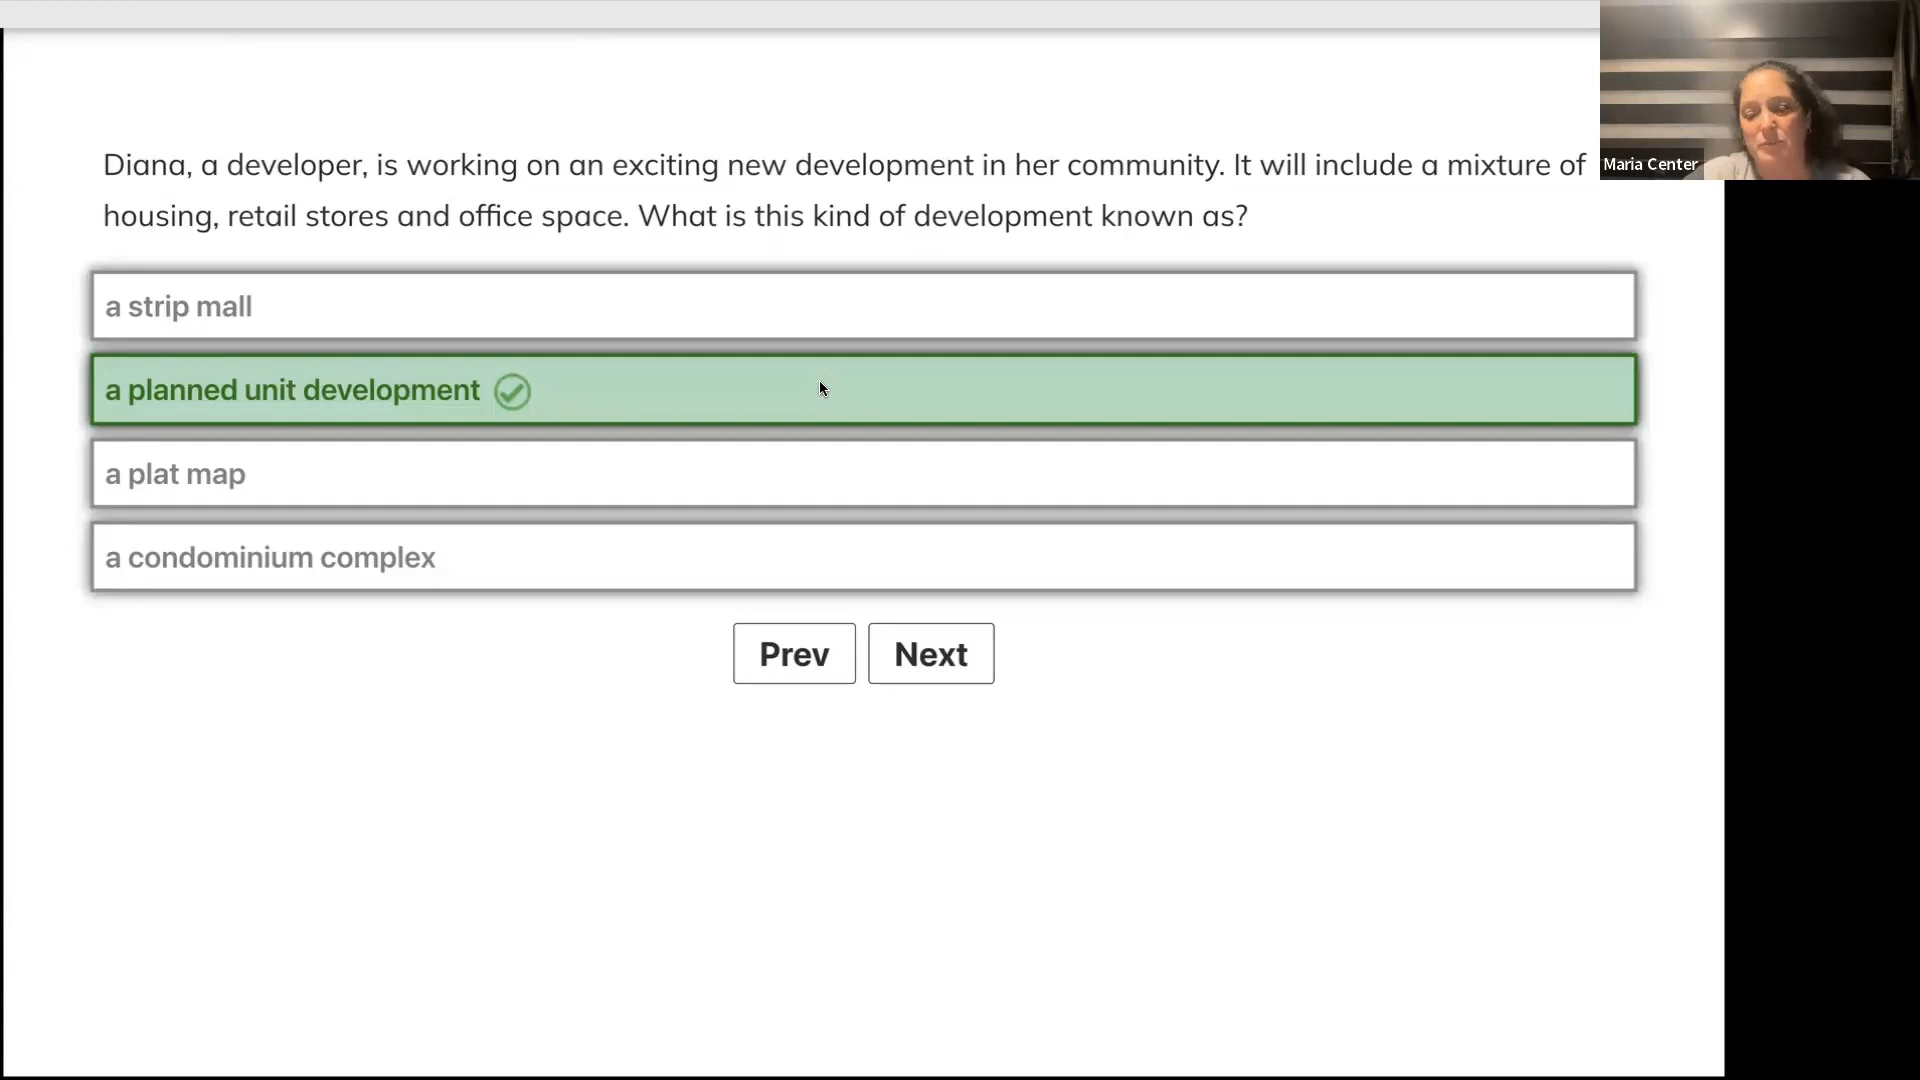 Diana, a developer, is working on an exciting new development in her community. It will include a mixture of
housing, retail stores and office space. What is this kind of development known as?
a strip mall
a planned unit development
a plat map
a condominium complex
Prev
Next
Maria Center